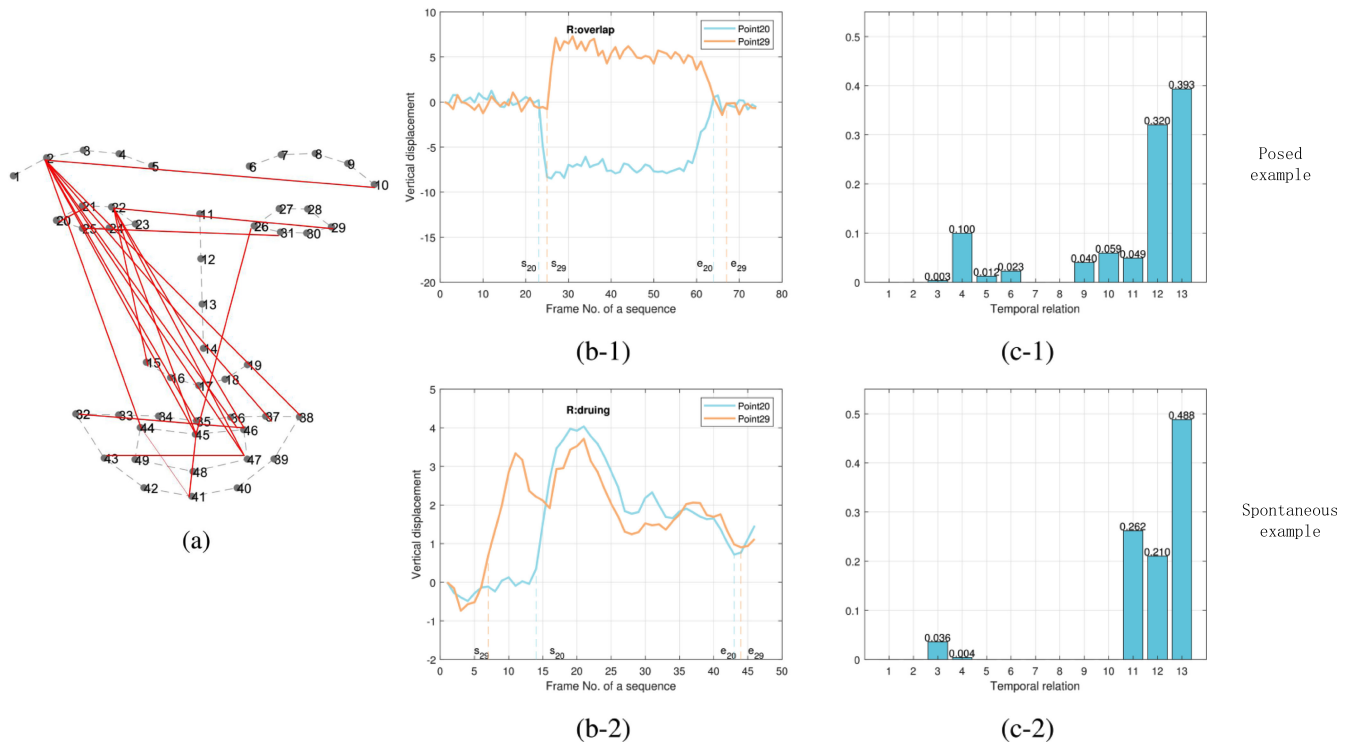 1
2
3
4
5
6
7
8
9
10
11
12
13
14
15
16
17
18
19
20
21
22
23
24
25
26
27
28
29
30
31
32
33
34
35
36
37
38
39
40
41
42
43
44
45
46
47
48
49
(a)
R:overlap
Point20
Point29
Vertical displacement
10
5
0
-5
-10
-15
-20
s20 s29 e20 e29
0 10 20 30 40 50 60 70 80
Frame No. of a sequence
(b-1)
0.5
0.4
0.3
0.2
0.1
0
0.003 0.100 0.012 0.023 0.040 0.059 0.049 0.320 0.393
1 2 3 4 5 6 7 8 9 10 11 12 13
Temporal relation
(c-1)
Posed
example
R:druing
Point20
Point29
Vertical displacement
5
4
3
2
1
0
-1
-2
s29 s20 e20 e29
0 5 10 15 20 25 30 35 40 45 50
Frame No. of a sequence
(b-2)
0.5
0.4
0.3
0.2
0.1
0
0.036 0.004 0.262 0.210 0.488
1 2 3 4 5 6 7 8 9 10 11 12 13
Temporal relation
(c-2)
Spontaneous
example